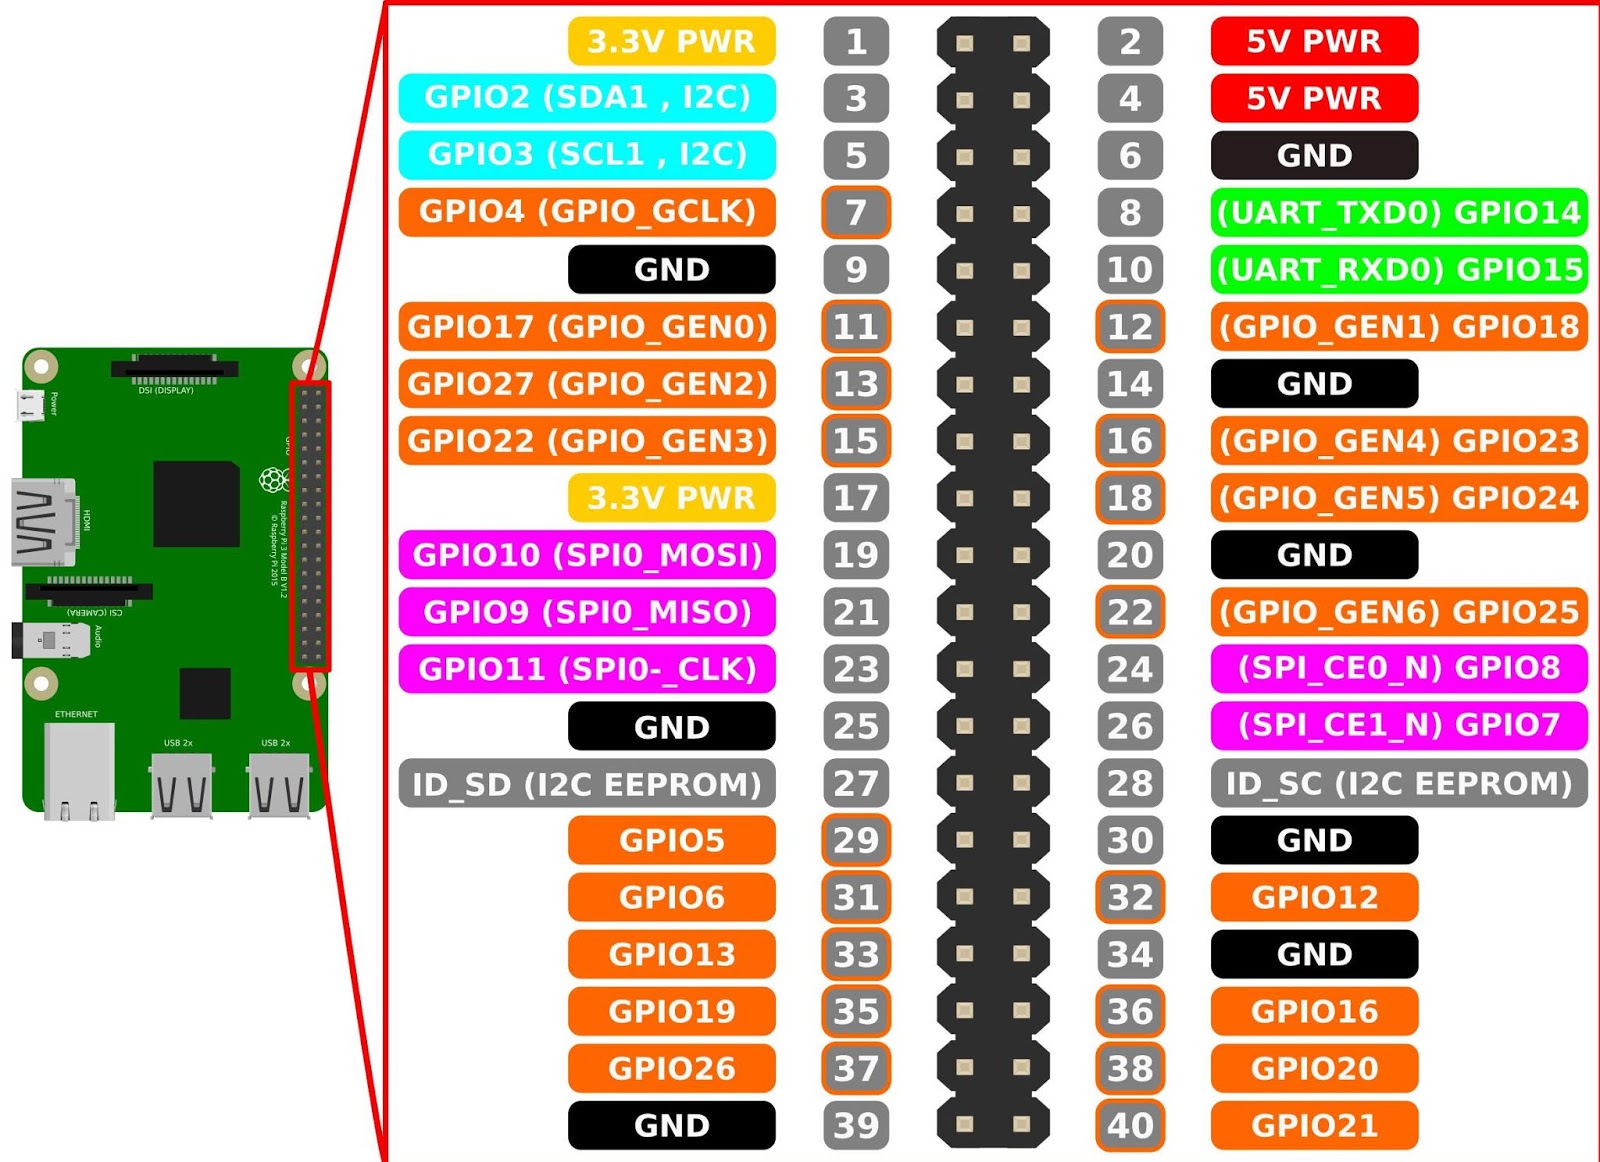 3.3V PWR 1 2 5V PWR
GPIO2 (SDA1 , I2C) 3 4 5V PWR
GPIO3 (SCL1 , I2C) 5 6 GND
GPIO4 (GPIO_GCLK) 7 8 (UART_TXD0) GPIO14
GND 9 10 (UART_RXD0) GPIO15
GPIO17 (GPIO_GEN0) 11 12 (GPIO_GEN1) GPIO18
GPIO27 (GPIO_GEN2) 13 14 GND
GPIO22 (GPIO_GEN3) 15 16 (GPIO_GEN4) GPIO23
3.3V PWR 17 18 (GPIO_GEN5) GPIO24
GPIO10 (SPI0_MOSI) 19 20 GND
GPIO9 (SPI0_MISO) 21 22 (GPIO_GEN6) GPIO25
GPIO11 (SPI0-_CLK) 23 24 (SPI_CE0_N) GPIO8
GND 25 26 (SPI_CE1_N) GPIO7
ID_SD (I2C EEPROM) 27 28 ID_SC (I2C EEPROM)
GPIO5 29 30 GND
GPIO6 31 32 GPIO12
GPIO13 33 34 GND
GPIO19 35 36 GPIO16
GPIO26 37 38 GPIO20
GND 39 40 GPIO21
DSI (DISPLAY)
Power
HDMI
Raspberry Pi 3 Model B V1.2
© Raspberry Pi 2015
CSI (CAMERA)
Audio
ETHERNET
USB 2x
USB 2x